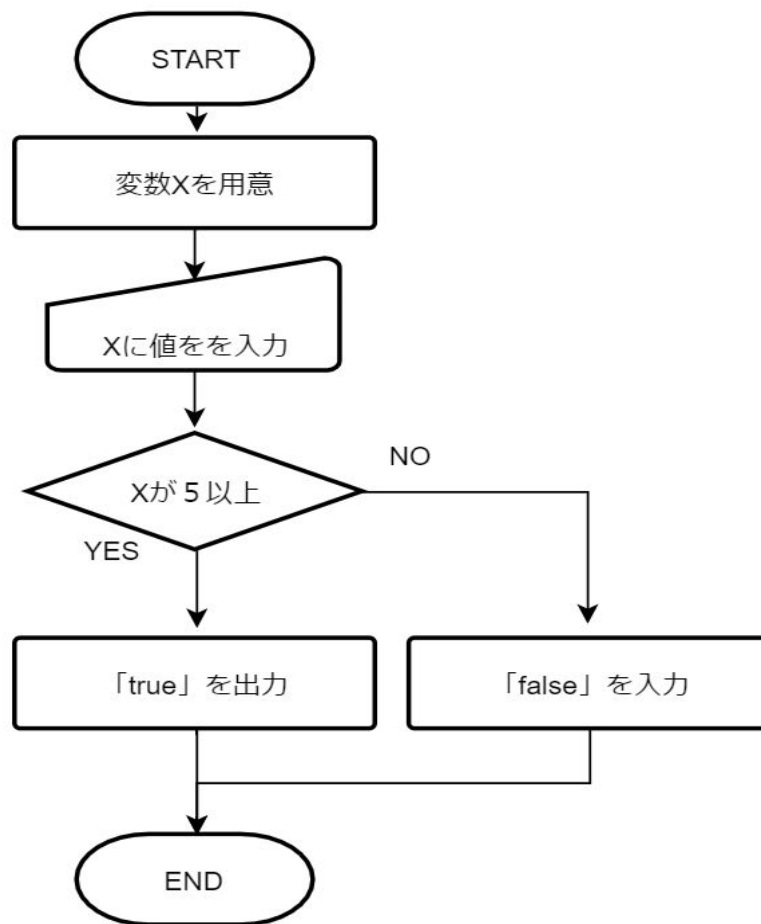 START
変数Xを用意
Xに値をを入力
Xが５以上
NO
YES
「true」を出力
「false」を入力
END